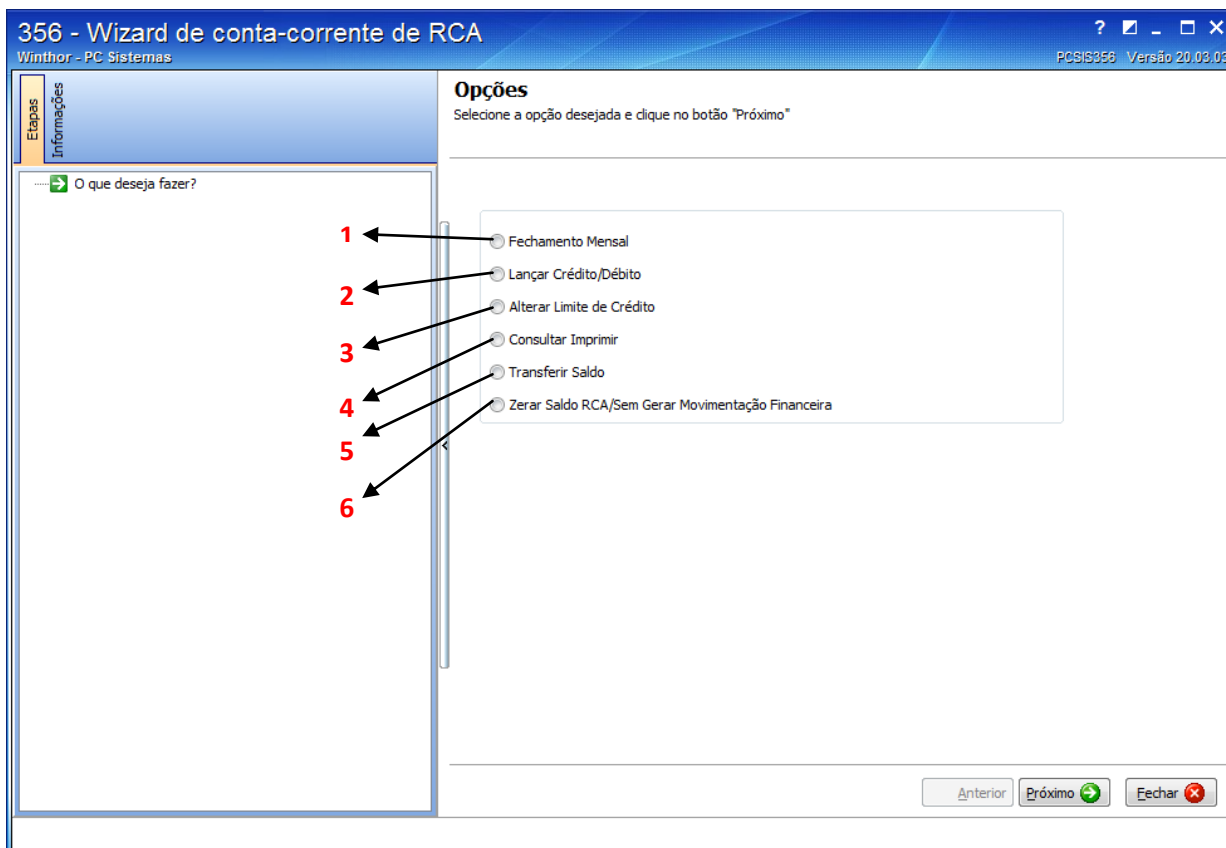 356 - Wizard de conta-corrente de RCA
Winthor - PC Sistemas
PCSIS356 Versão 20.03.03
Etapas
Informações
Opções
Selecione a opção desejada e clique no botão "Próximo"
O que deseja fazer?
1
Fechamento Mensal
2
Lançar Crédito/Débito
3
Alterar Limite de Crédito
4
Consultar Imprimir
5
Transferir Saldo
6
Zerar Saldo RCA/Sem Gerar Movimentação Financeira
Anterior
Próximo
Fechar